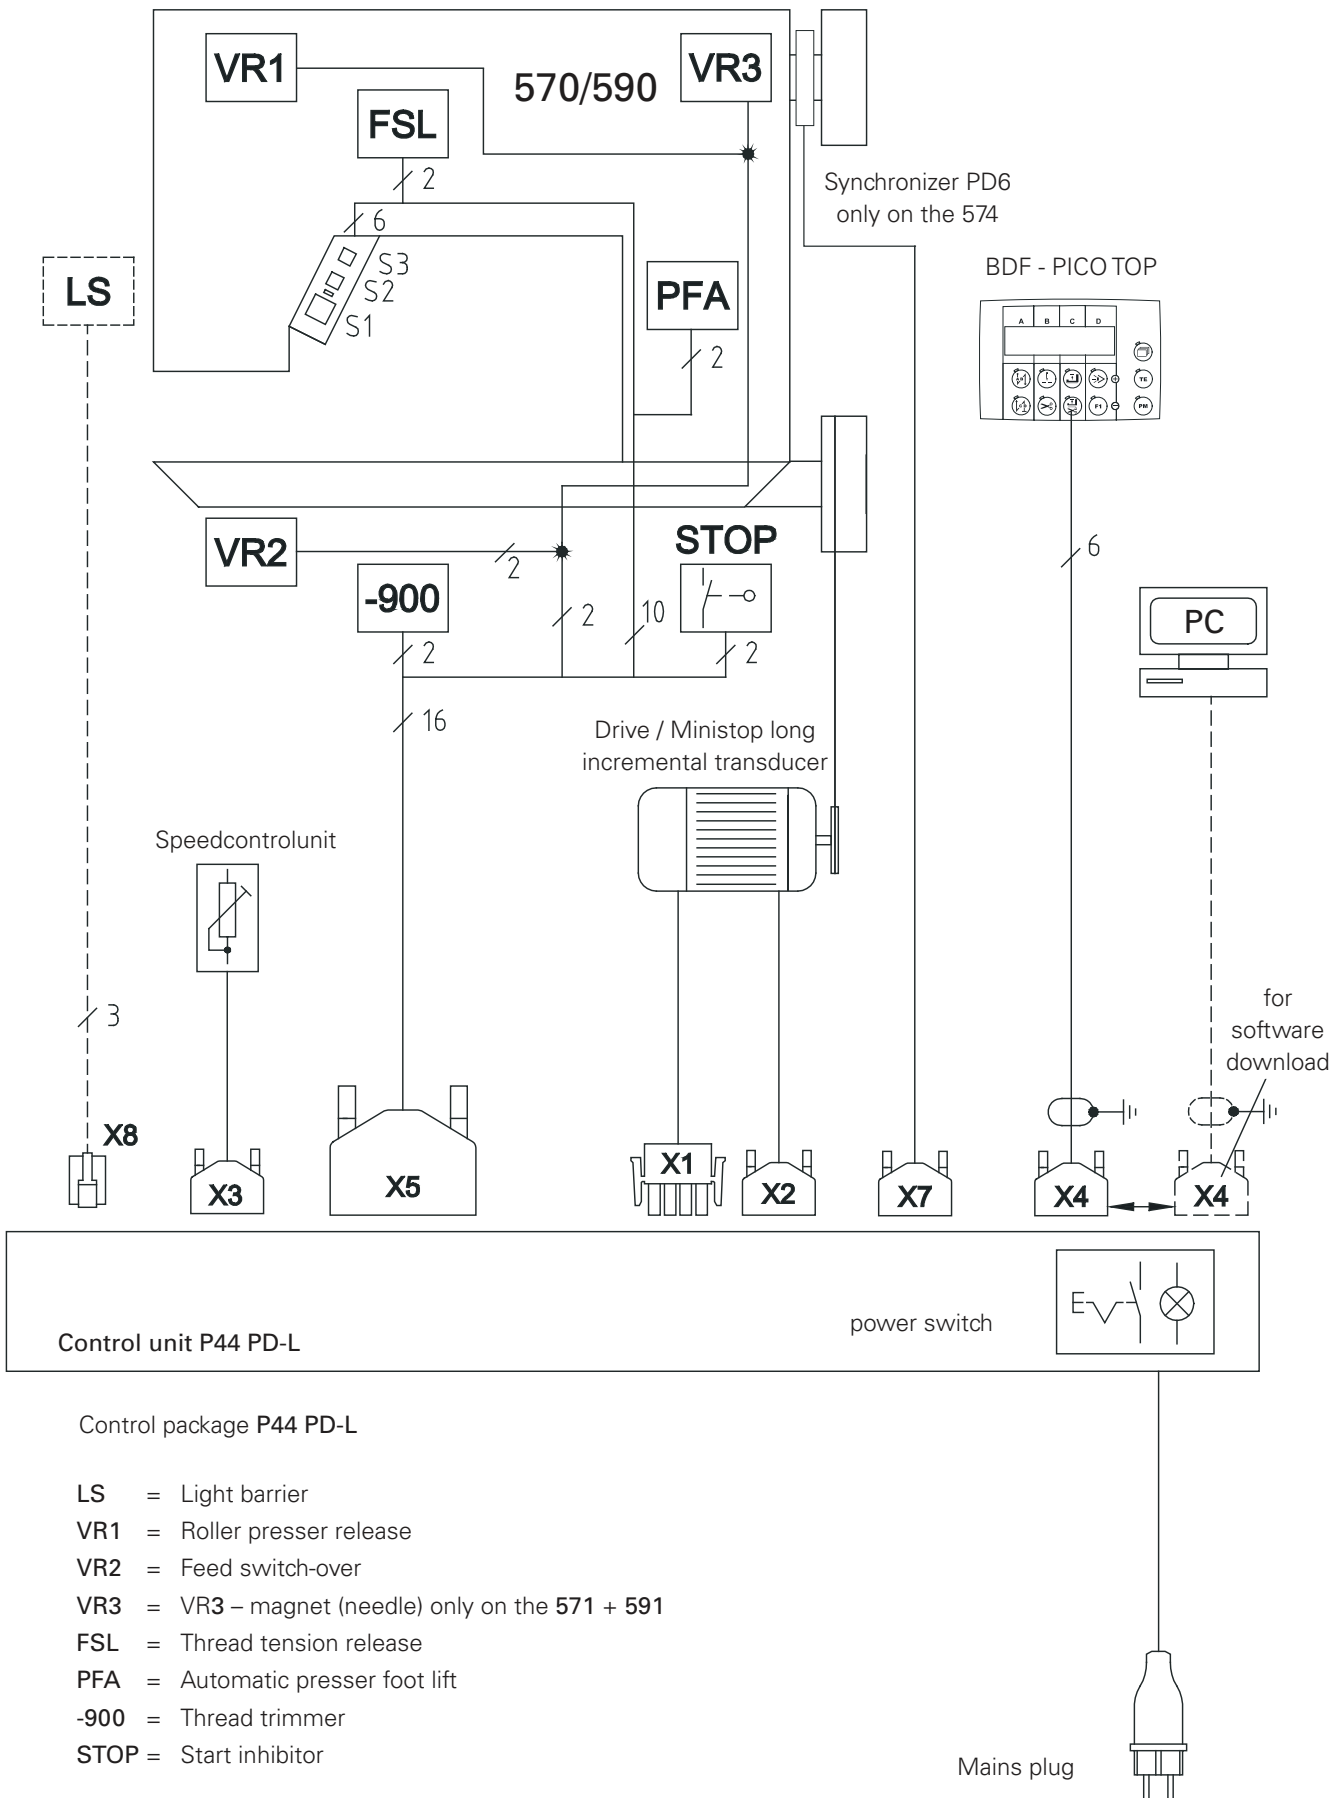 VR1
570/590
VR3
FSL
2
6
Synchronizer PD6
only on the 574
S3
S2
S1
LS
PFA
2
BDF - PICO TOP
A B C D
TE
F1
PM
VR2
2
STOP
-900
2
10
2
2
6
PC
16
Drive / Ministop long
incremental transducer
Speedcontrolunit
3
for
software
download
X8
X3
X5
X1
X2
X7
X4
X4
Control unit P44 PD-L
power switch
Control package P44 PD-L
LS = Light barrier
VR1 = Roller presser release
VR2 = Feed switch-over
VR3 = VR3 – magnet (needle) only on the 571 + 591
FSL = Thread tension release
PFA = Automatic presser foot lift
-900 = Thread trimmer
STOP = Start inhibitor
Mains plug